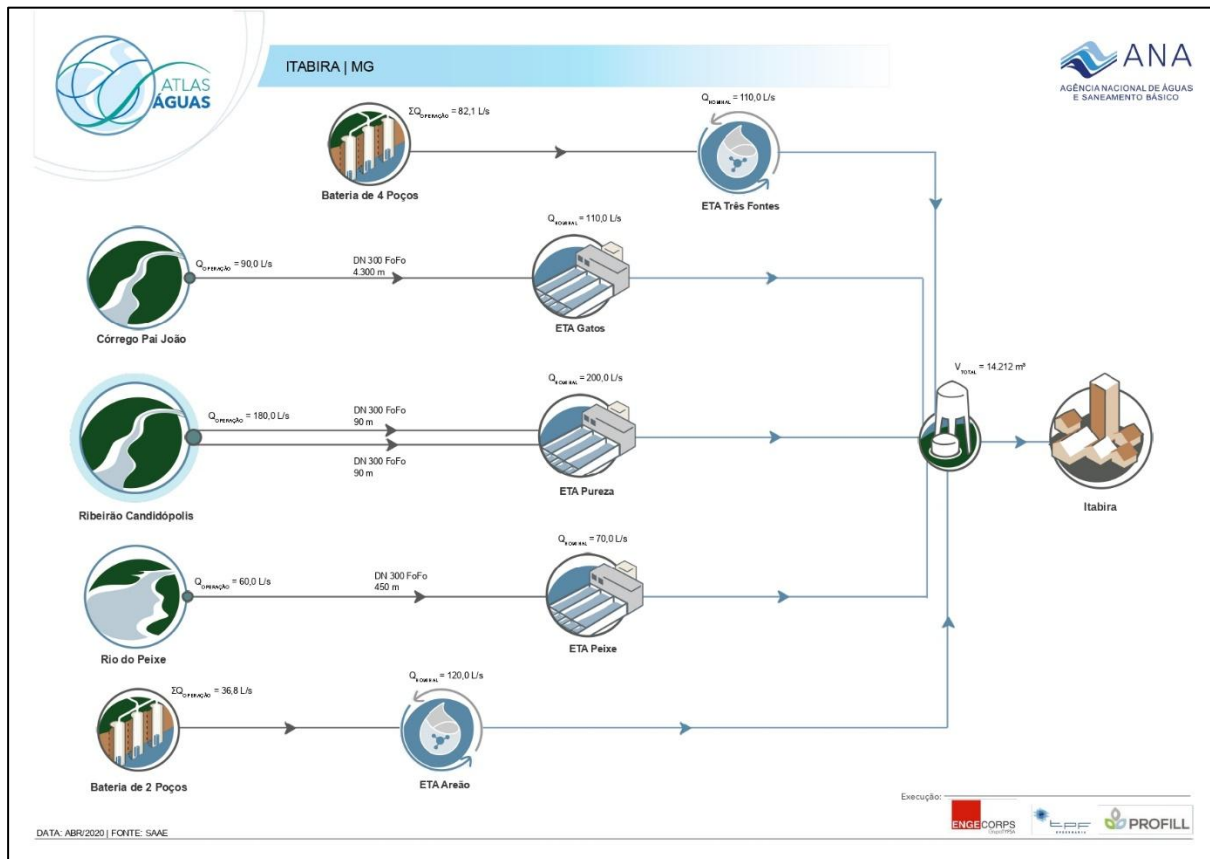 ATLAS
ÁGUAS
ITABIRA | MG
ANA
AGÊNCIA NACIONAL DE ÁGUAS
E SANEAMENTO BÁSICO
ΣQOPERAÇÃO = 82,1 L/s
QNOMINAL = 110,0 L/s
Bateria de 4 Poços
ETA Três Fontes
QOPERAÇÃO = 90,0 L/s
DN 300 FoFo
4.300 m
QNOMINAL = 110,0 L/s
Córrego Pai João
ETA Gatos
QOPERAÇÃO = 180,0 L/s
DN 300 FoFo
90 m
DN 300 FoFo
90 m
QNOMINAL = 200,0 L/s
VTOTAL = 14.212 m³
Ribeirão Candidópolis
ETA Pureza
Itabira
QOPERAÇÃO = 60,0 L/s
DN 300 FoFo
450 m
QNOMINAL = 70,0 L/s
Rio do Peixe
ETA Peixe
ΣQOPERAÇÃO = 36,8 L/s
QNOMINAL = 120,0 L/s
Bateria de 2 Poços
ETA Areão
Execução:
ENGECORPS
tpf
ENGENHARIA
PROFILL
DATA: ABR/2020 | FONTE: SAAE